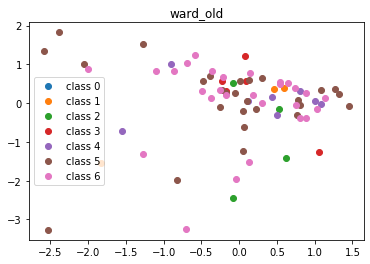 ward_old
2
1
0
-1
-2
-3
class 0
class 1
class 2
class 3
class 4
class 5
class 6
-2.5 -2.0 -1.5 -1.0 -0.5 0.0 0.5 1.0 1.5